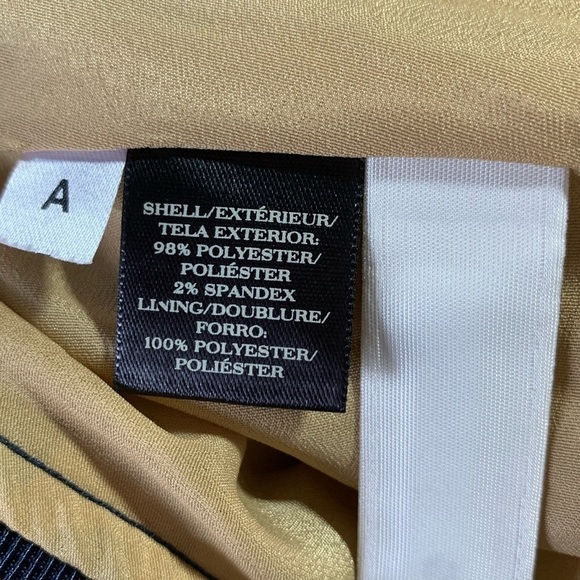 A
SHELL/EXTÉRIEUR/
TELA EXTERIOR:
98% POLYESTER/
POLIÉSTER
2% SPANDEX
LINING/DOUBLURE/
FORRO:
100% POLYESTER/
POLIÉSTER